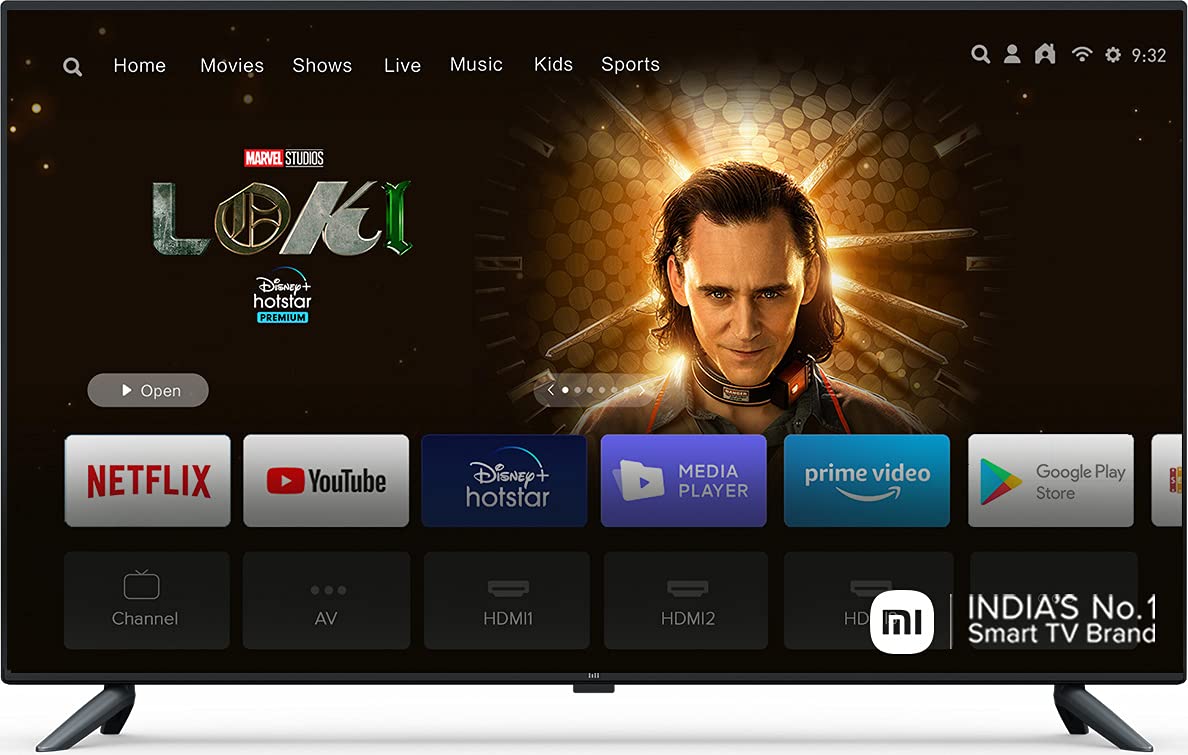 Home Movies Shows Live Music Kids Sports 9:32
MARVEL STUDIOS
LOKI
Disney+
hotstar
PREMIUM
Open
DANGER
NETFLIX
YouTube
Disney+
hotstar
MEDIA
PLAYER
prime video
Google Play
Store
Channel
AV
HDMI1
HDMI2
HD
mi
INDIA'S No.1
Smart TV Brand